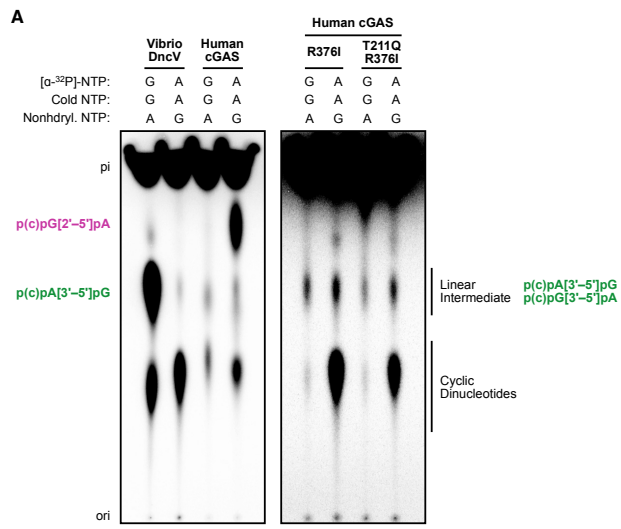 A
Human cGAS
Vibrio DncV
Human cGAS
R376I
T211Q R376I
[α-³²P]-NTP: G A G A G A G A
Cold NTP: G A G A G A G A
Nonhdryl. NTP: A G A G A G A G
pi
p(c)pG[2'–5']pA
p(c)pA[3'–5']pG
Linear Intermediate
p(c)pA[3'–5']pG
p(c)pG[3'–5']pA
Cyclic Dinucleotides
ori